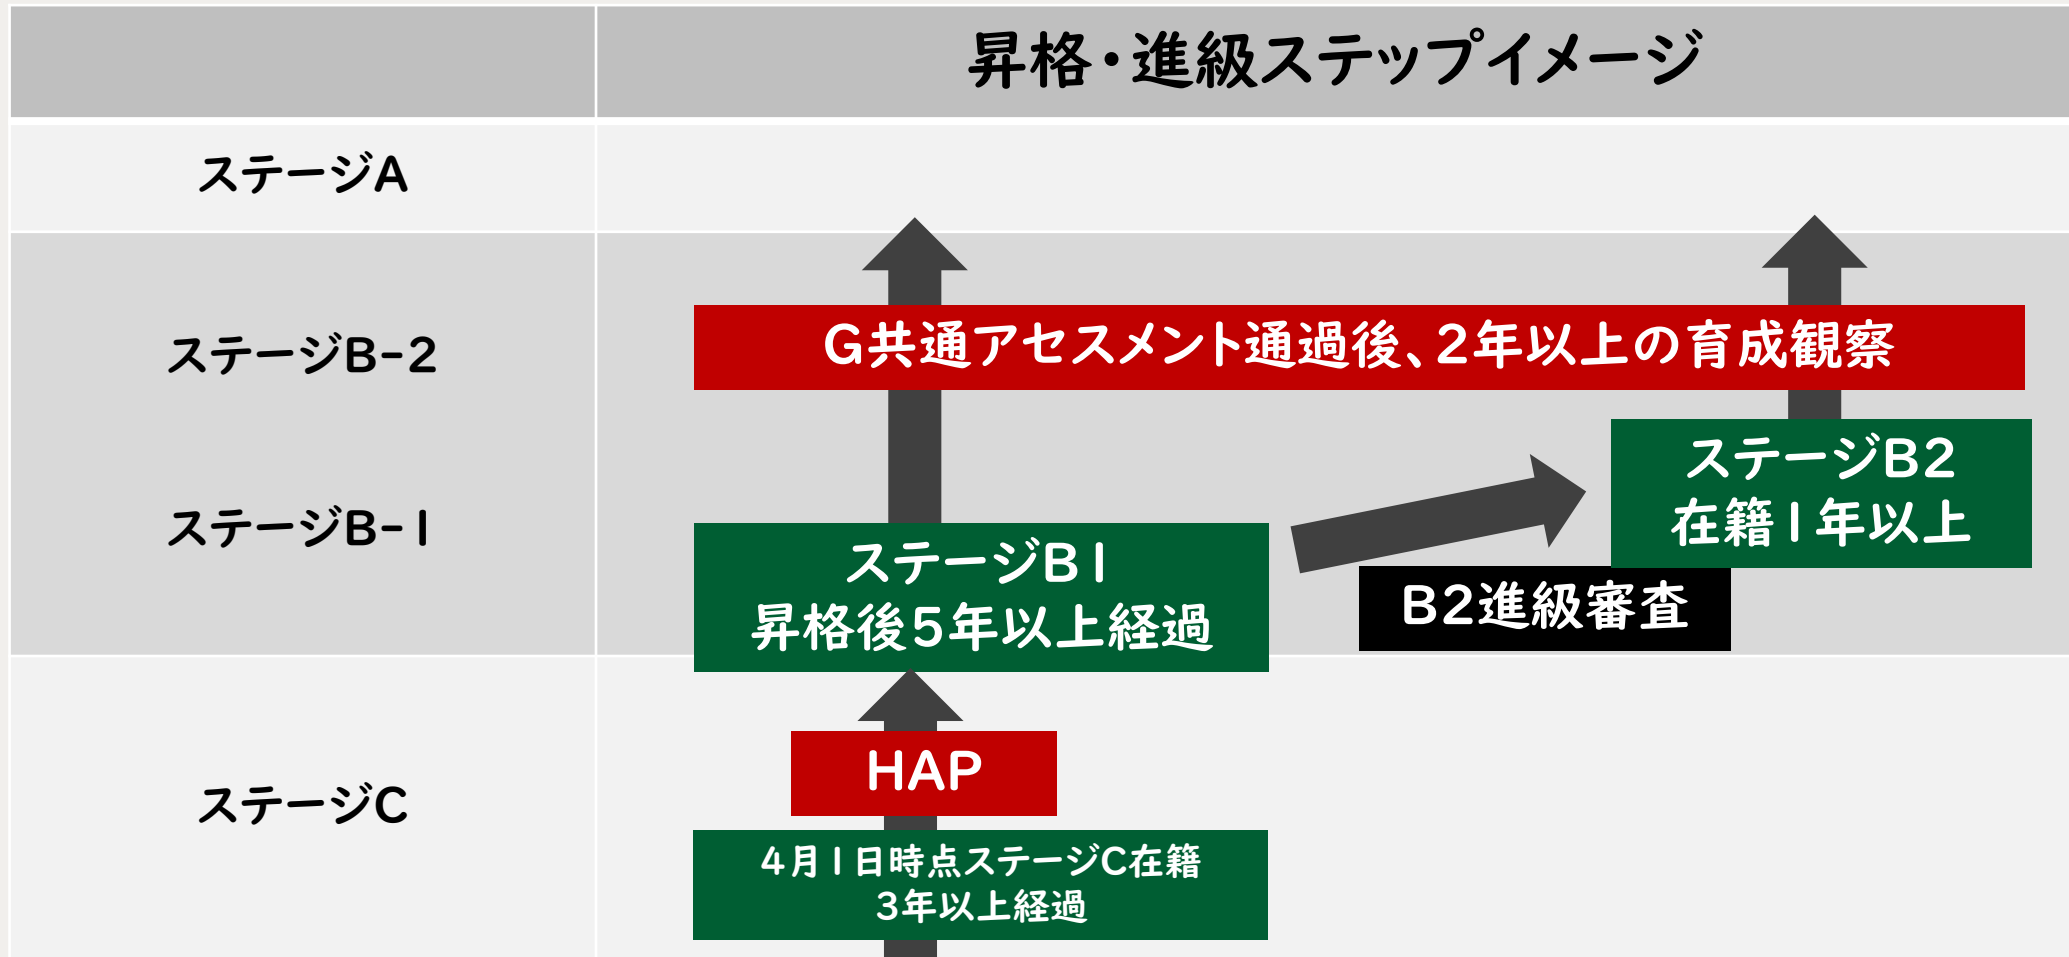 昇格・進級ステップイメージ
ステージA
ステージB-2
G共通アセスメント通過後、2年以上の育成観察
ステージB2
在籍1年以上
ステージB-1
ステージB1
昇格後5年以上経過
B2進級審査
ステージC
HAP
4月1日時点ステージC在籍
3年以上経過